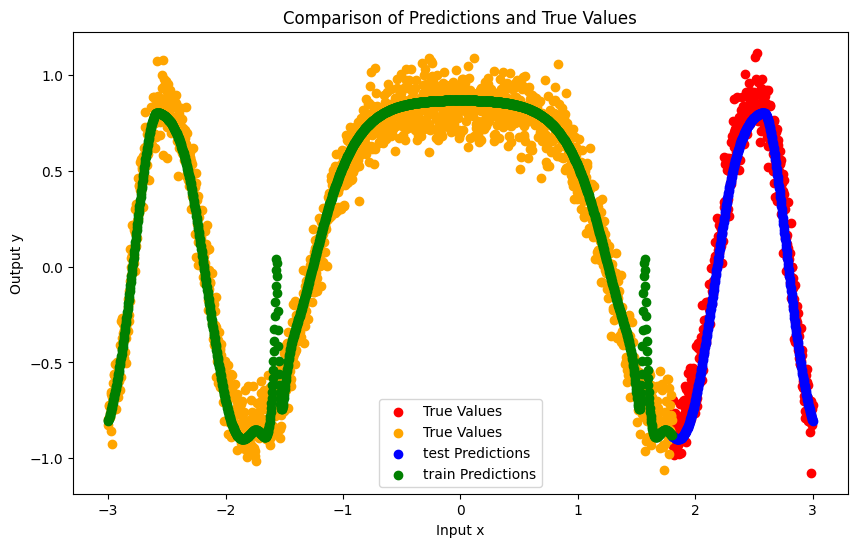 Comparison of Predictions and True Values
Output y
1.0
0.5
0.0
−0.5
−1.0
True Values
True Values
test Predictions
train Predictions
−3
−2
−1
0
1
2
3
Input x